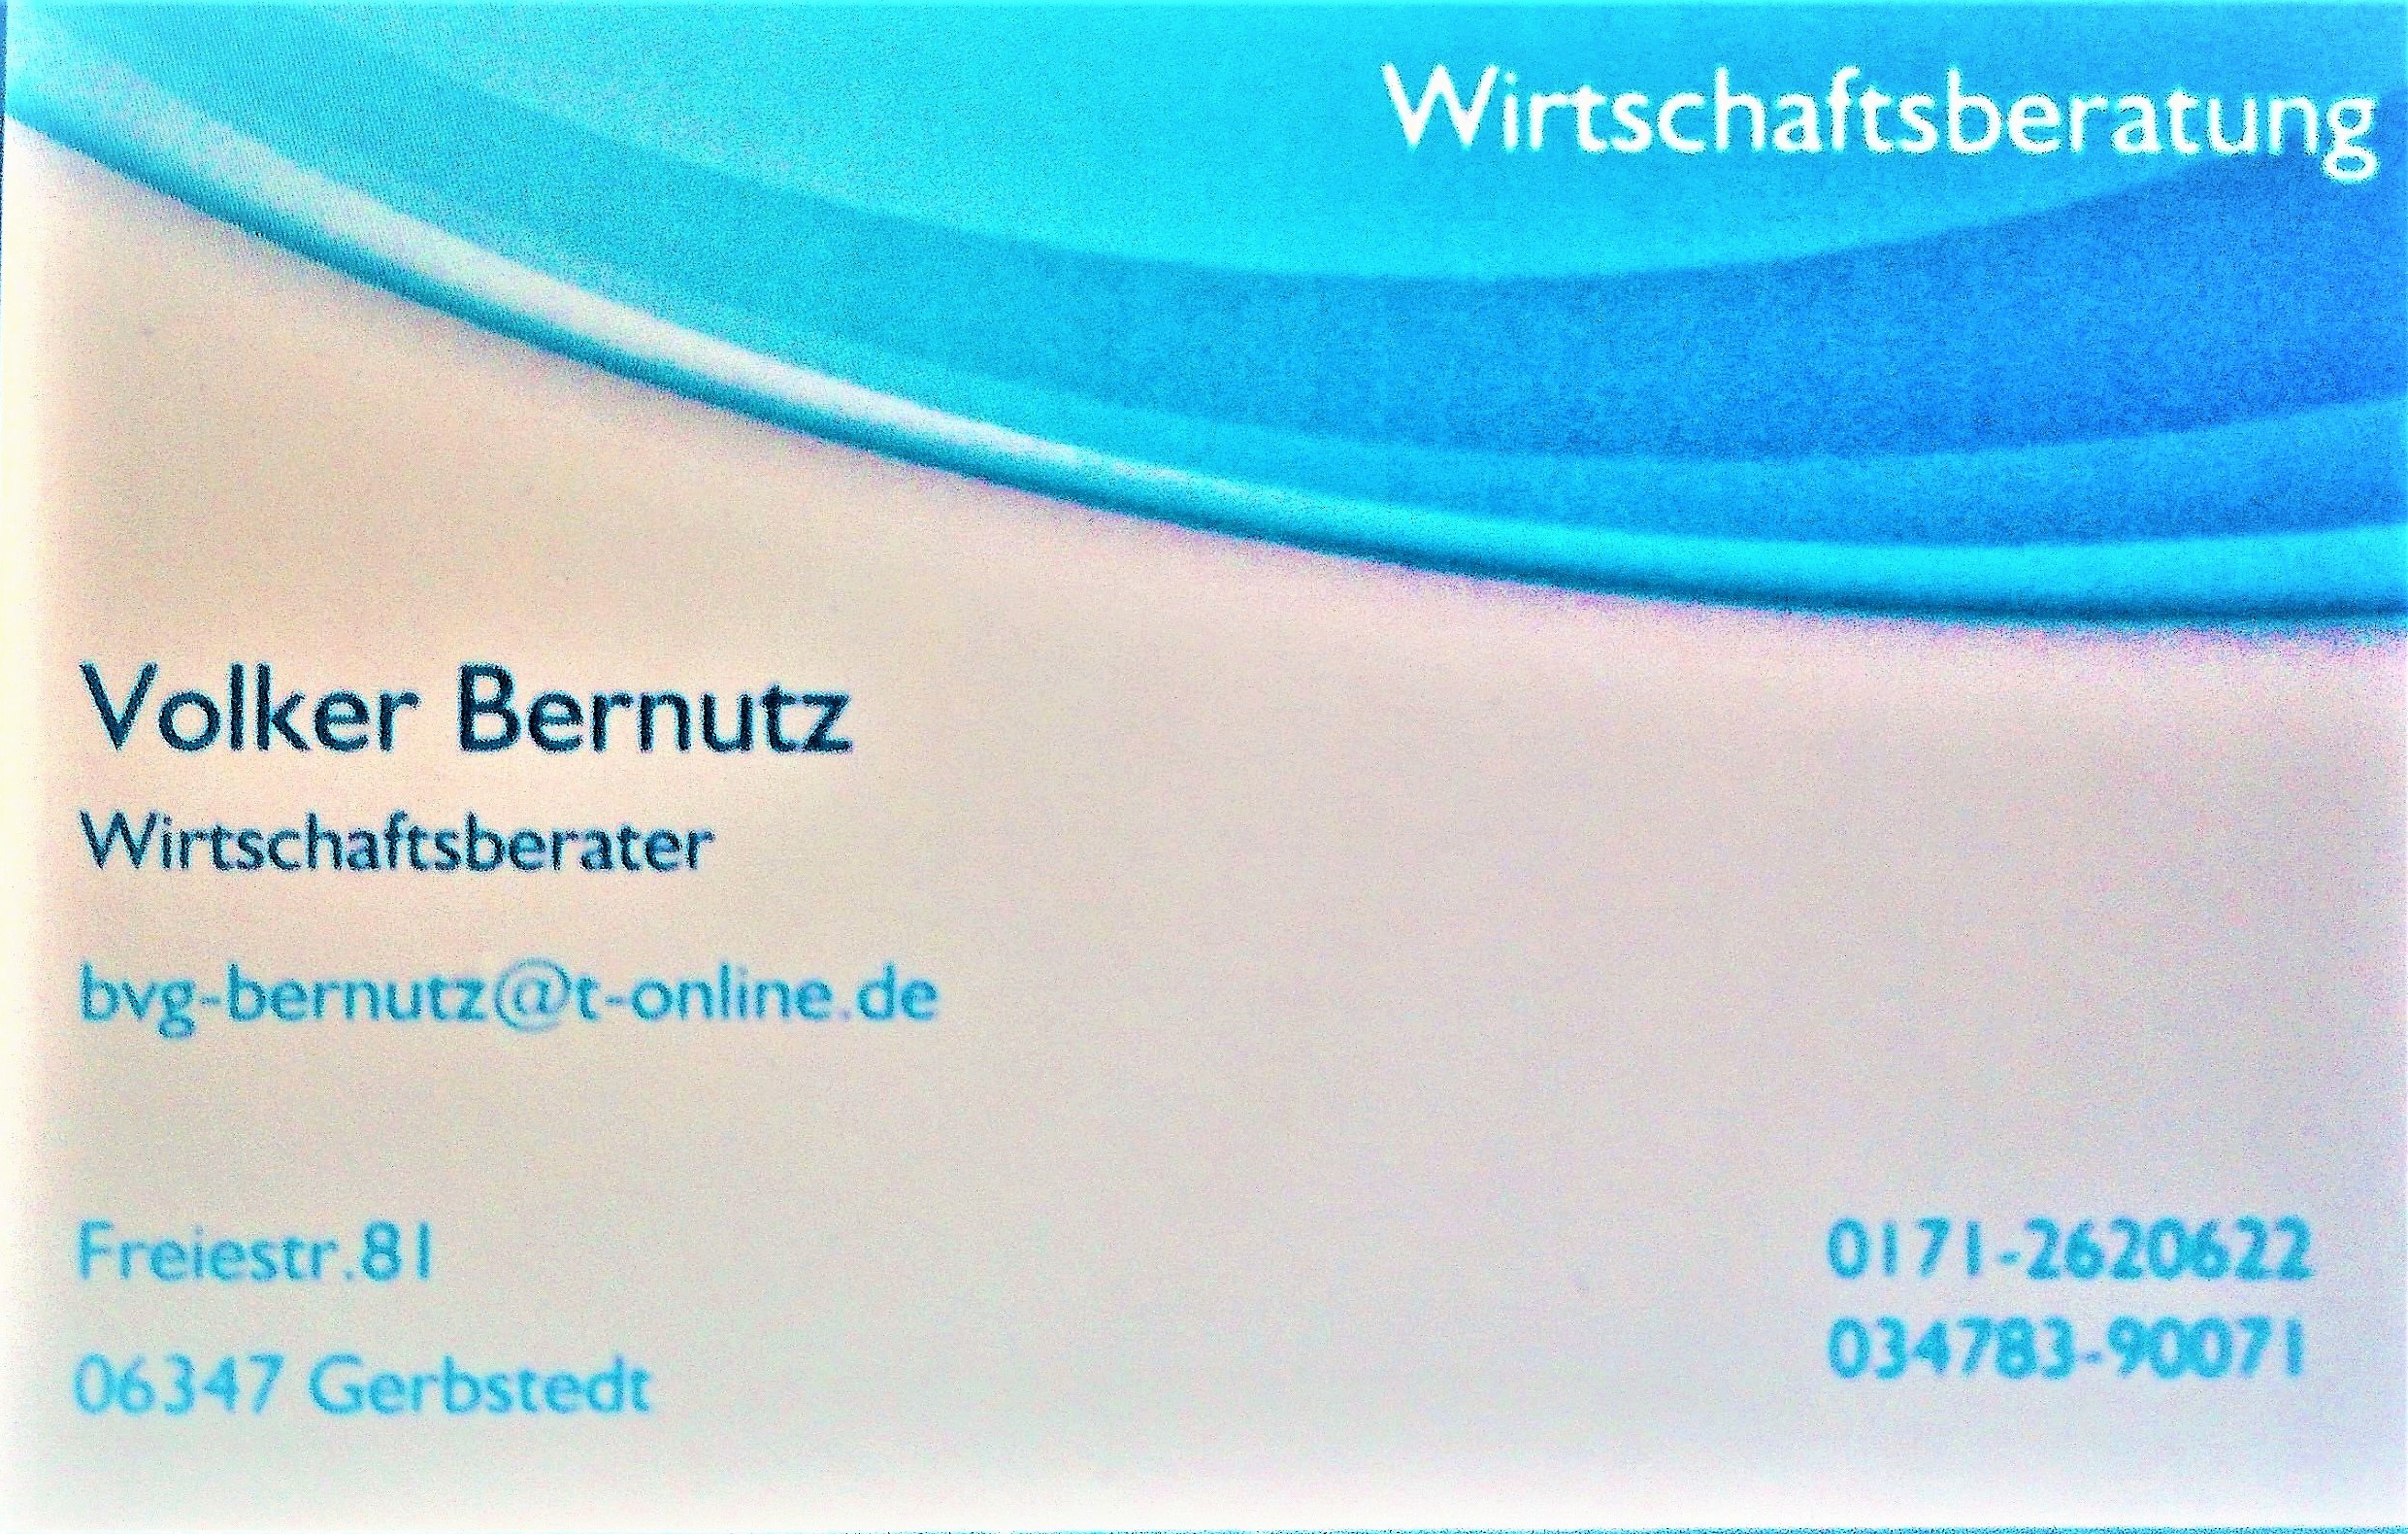 Wirtschaftsberatung
Volker Bernutz
Wirtschaftsberater
bvg-bernutz@t-online.de
Freiestr.81
06347 Gerbstedt
0171-2620622
034783-90071